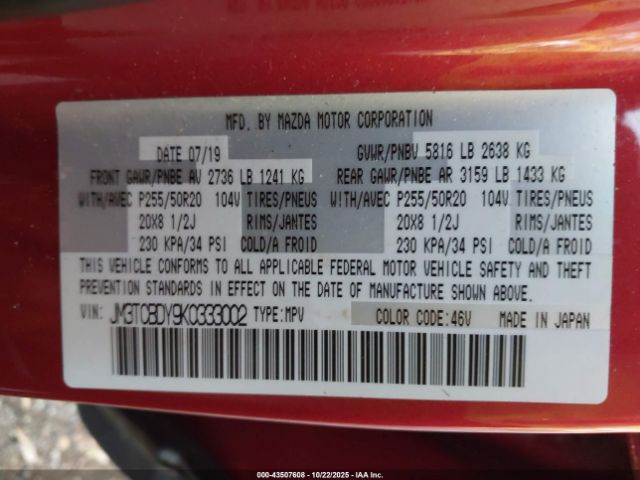 MFD. BY MAZDA MOTOR CORPORATION
DATE 07/19 GVWR/PNBV 5816 LB 2638 KG
FRONT GAWR/PNBE AV 2736 LB 1241 KG REAR GAWR/PNBE AR 3159 LB 1433 KG
WITH/AVEC P255/50R20 104V TIRES/PNEUS WITH/AVEC P255/50R20 104V TIRES/PNEUS
20X8 1/2J RIMS/JANTES 20X8 1/2J RIMS/JANTES
230 KPA/34 PSI COLD/A FROID 230 KPA/34 PSI COLD/A FROID
THIS VEHICLE CONFORMS TO ALL APPLICABLE FEDERAL MOTOR VEHICLE SAFETY AND THEFT
PREVENTION STANDARDS IN EFFECT ON THE DATE OF MANUFACTURE SHOWN ABOVE.
VIN: JM3TCBDY9K0333002 TYPE:MPV COLOR CODE:46V MADE IN JAPAN
000-43507608 - 10/22/2025 - IAAI Inc.